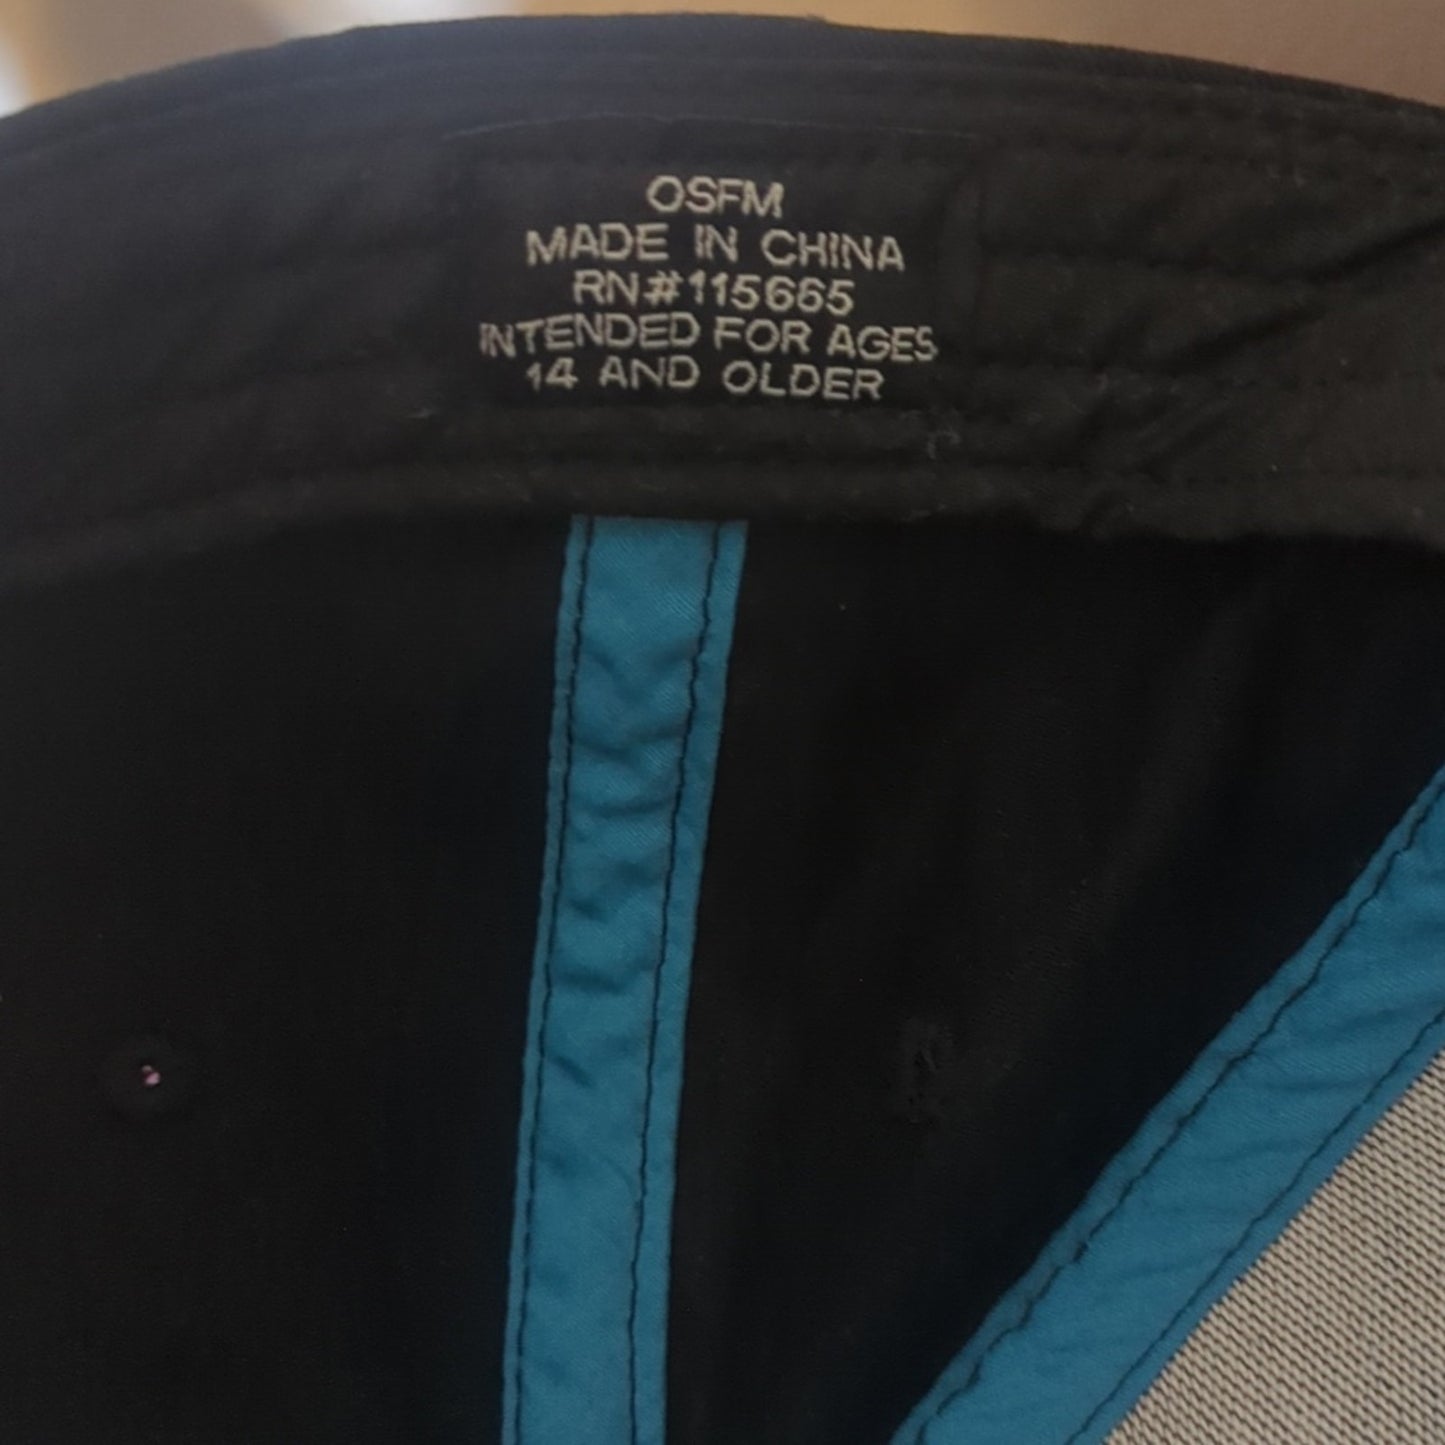 OSFM
MADE IN CHINA
RN#115665
INTENDED FOR AGES
14 AND OLDER